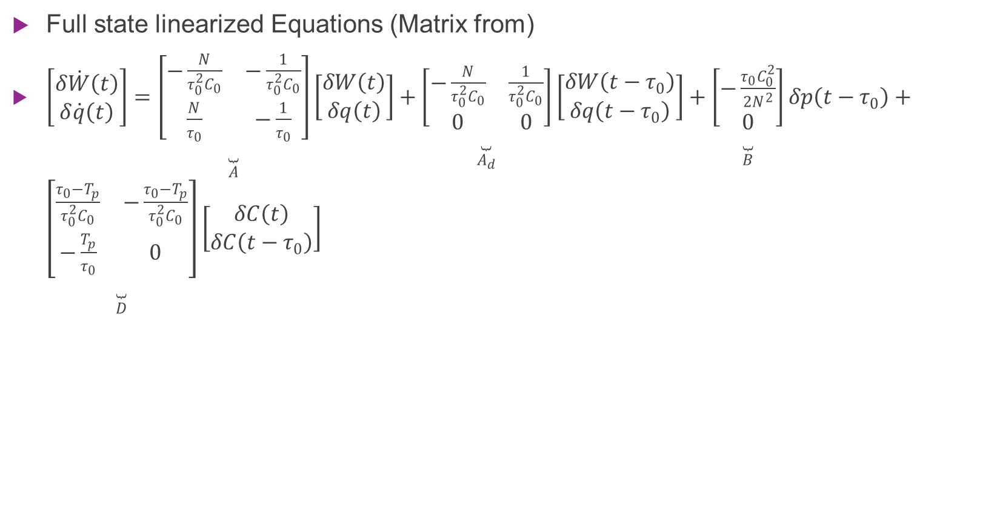 Full state linearized Equations (Matrix from)
[δẆ(t); δq̇(t)] = [−N/(τ₀²C₀), −1/(τ₀²C₀); N/τ₀, −1/τ₀] [δW(t); δq(t)] + [−N/(τ₀²C₀), 1/(τ₀²C₀); 0, 0] [δW(t − τ₀); δq(t − τ₀)] + [−τ₀C₀²/(2N²); 0] δp(t − τ₀) +
A A_d B
[(τ₀−T_p)/(τ₀²C₀), −(τ₀−T_p)/(τ₀²C₀); −T_p/τ₀, 0] [δC(t); δC(t − τ₀)]
D